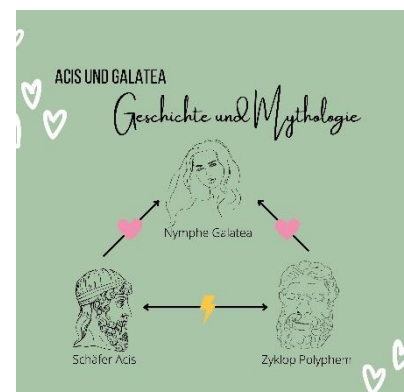 ACIS UND GALATEA
Geschichte und Mythologie
Nymphe Galatea
Schäfer Acis
Zyklop Polyphem